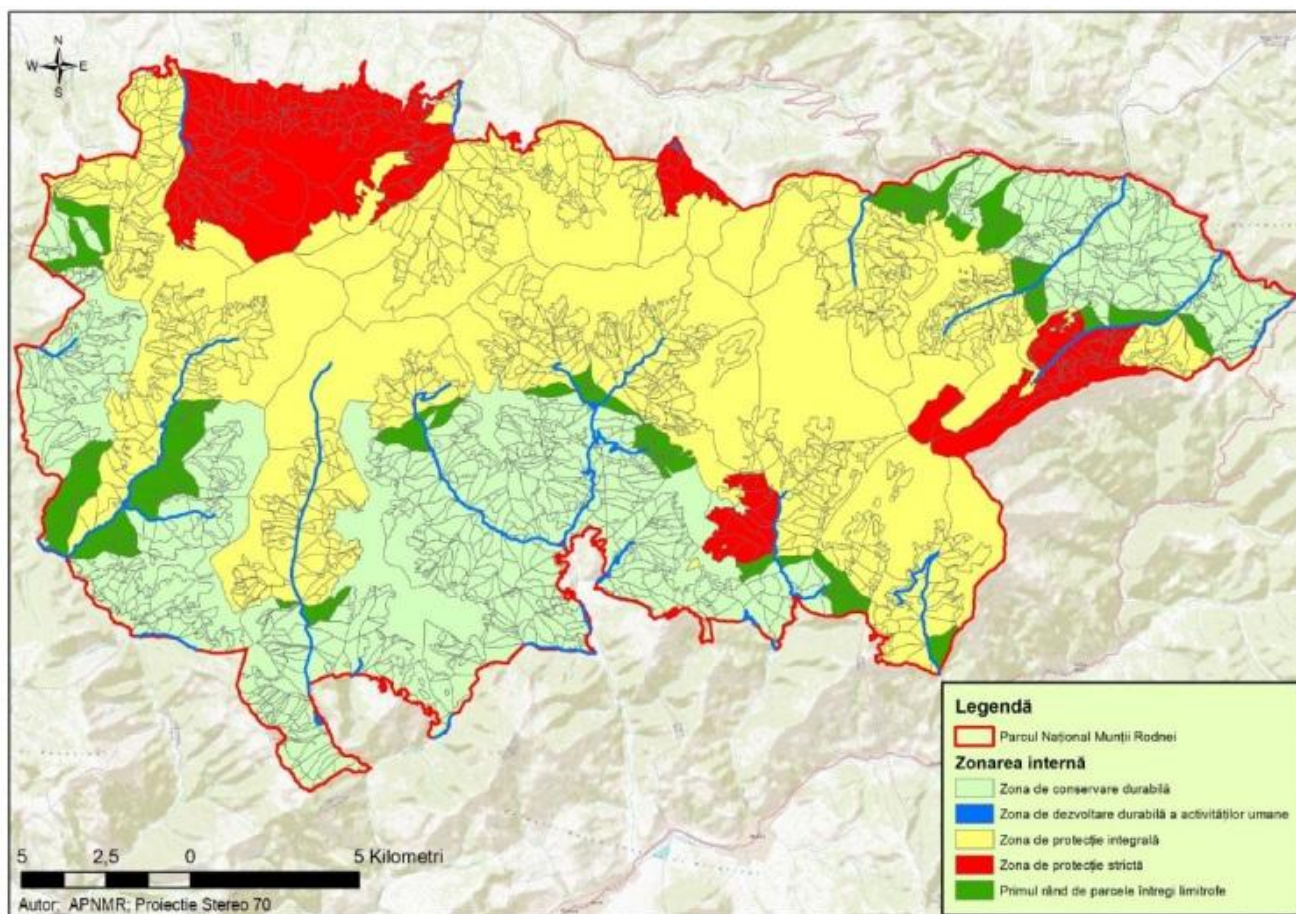 N
W E
S
Legendă
Parcul Național Munții Rodnei
Zonarea internă
Zona de conservare durabilă
Zona de dezvoltare durabilă a activităților umane
Zona de protecție integrală
Zona de protecție strictă
Primul rând de parcele întregi limitrofe
5 2,5 0 5 Kilometri
Autor: APNMR; Proiectie Stereo 70